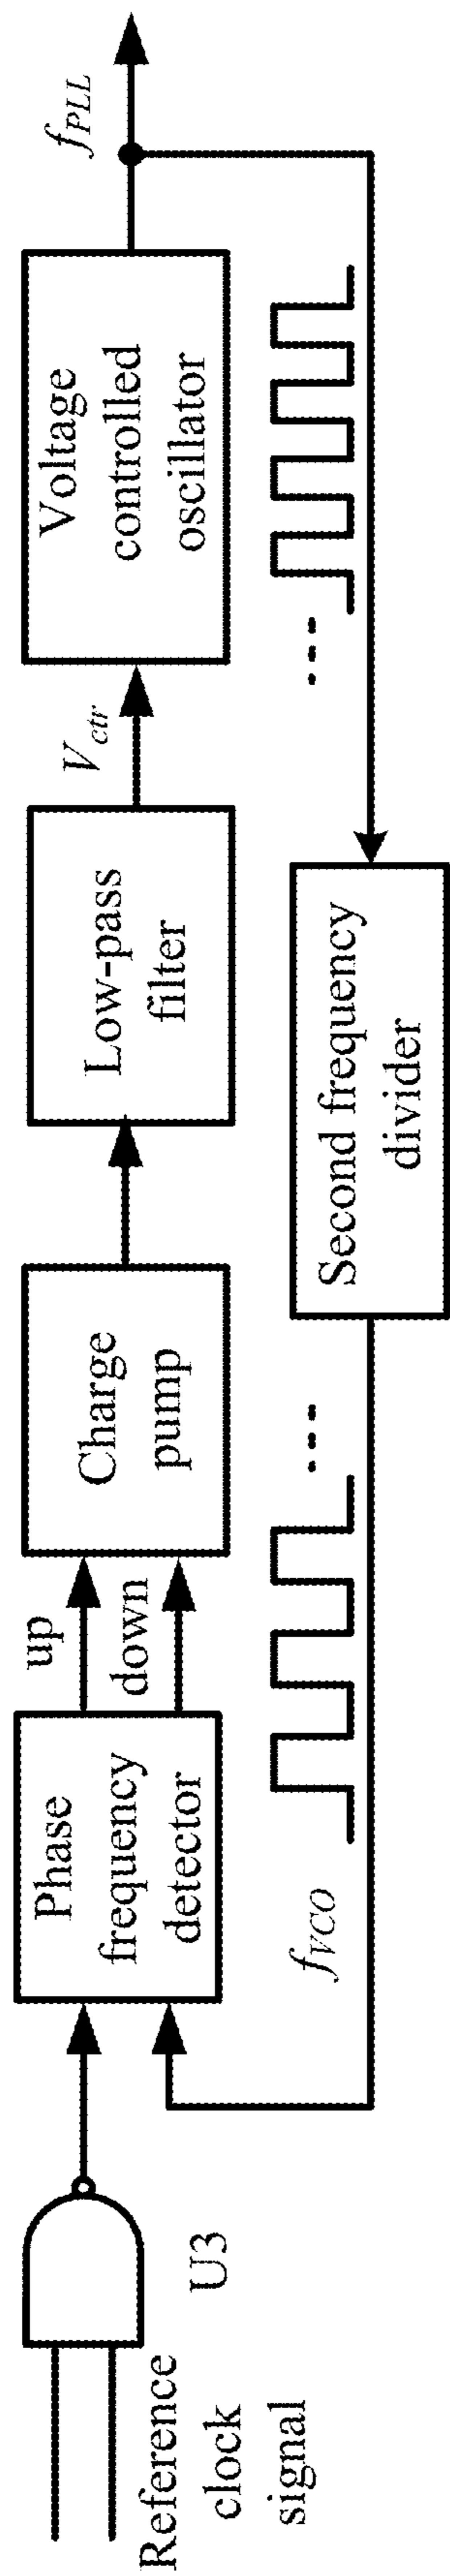 Reference
clock
signal
U3
Phase
frequency
detector
up
down
Charge
pump
Low-pass
filter
Vctr
Voltage
controlled
oscillator
fPLL
fVCO
Second frequency
divider